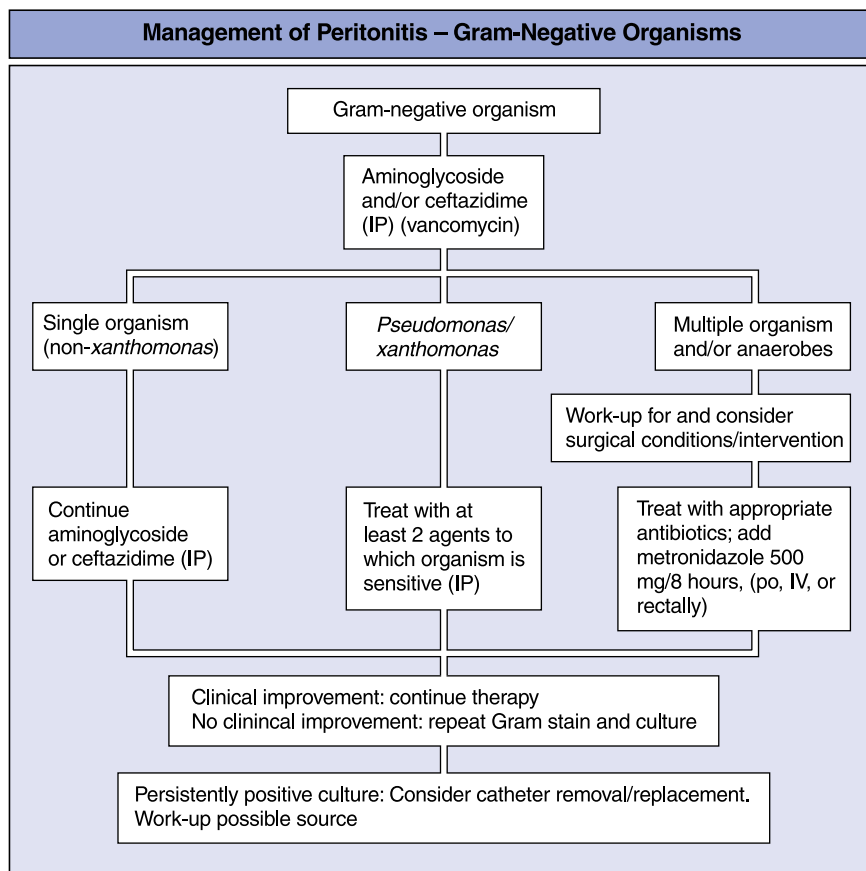 Management of Peritonitis – Gram-Negative Organisms
Gram-negative organism
Aminoglycoside
and/or ceftazidime
(IP) (vancomycin)
Single organism
(non-xanthomonas)
Pseudomonas/
xanthomonas
Multiple organism
and/or anaerobes
Work-up for and consider
surgical conditions/intervention
Continue
aminoglycoside
or ceftazidime (IP)
Treat with at
least 2 agents to
which organism is
sensitive (IP)
Treat with appropriate
antibiotics; add
metronidazole 500
mg/8 hours, (po, IV, or
rectally)
Clinical improvement: continue therapy
No clinincal improvement: repeat Gram stain and culture
Persistently positive culture: Consider catheter removal/replacement.
Work-up possible source